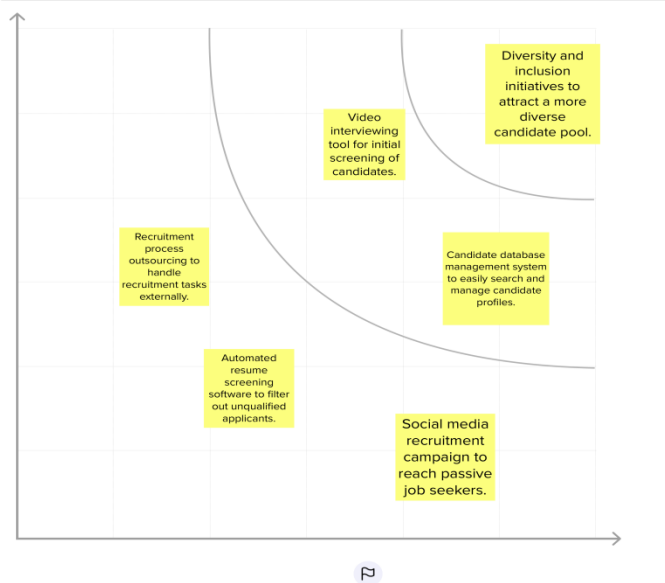 Diversity and
inclusion
initiatives to
attract a more
diverse
candidate pool.
Video
interviewing
tool for initial
screening of
candidates.
Recruitment
process
outsourcing to
handle
recruitment tasks
externally.
Candidate database
management system
to easily search and
manage candidate
profiles.
Automated
resume
screening
software to filter
out unqualified
applicants.
Social media
recruitment
campaign to
reach passive
job seekers.